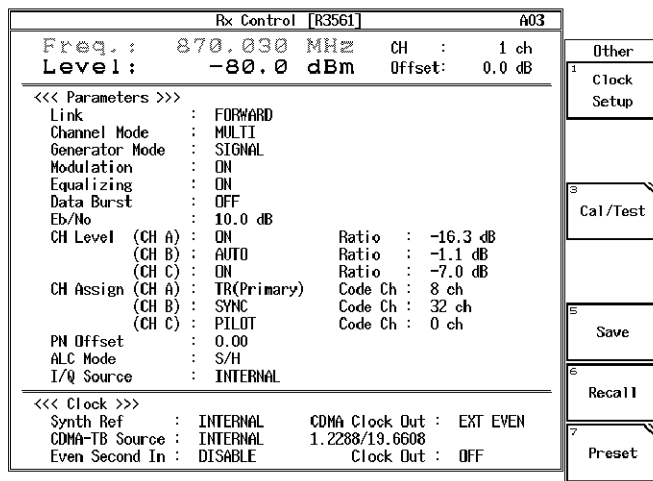 Rx Control [R3561] A03
Freq.: 870.030 MHz CH : 1 ch
Level: -80.0 dBm Offset: 0.0 dB
<<< Parameters >>>
Link : FORWARD
Channel Mode : MULTI
Generator Mode : SIGNAL
Modulation : ON
Equalizing : ON
Data Burst : OFF
Eb/No : 10.0 dB
CH Level (CH A) : ON Ratio : -16.3 dB
(CH B) : AUTO Ratio : -1.1 dB
(CH C) : ON Ratio : -7.0 dB
CH Assign (CH A) : TR(Primary) Code Ch : 8 ch
(CH B) : SYNC Code Ch : 32 ch
(CH C) : PILOT Code Ch : 0 ch
PN Offset : 0.00
ALC Mode : S/H
I/Q Source : INTERNAL
<<< Clock >>>
Synth Ref : INTERNAL CDMA Clock Out : EXT EVEN
CDMA-TB Source : INTERNAL 1.2288/19.6608
Even Second In : DISABLE Clock Out : OFF
Other
1
Clock
Setup
3
Cal/Test
5
Save
6
Recall
7
Preset